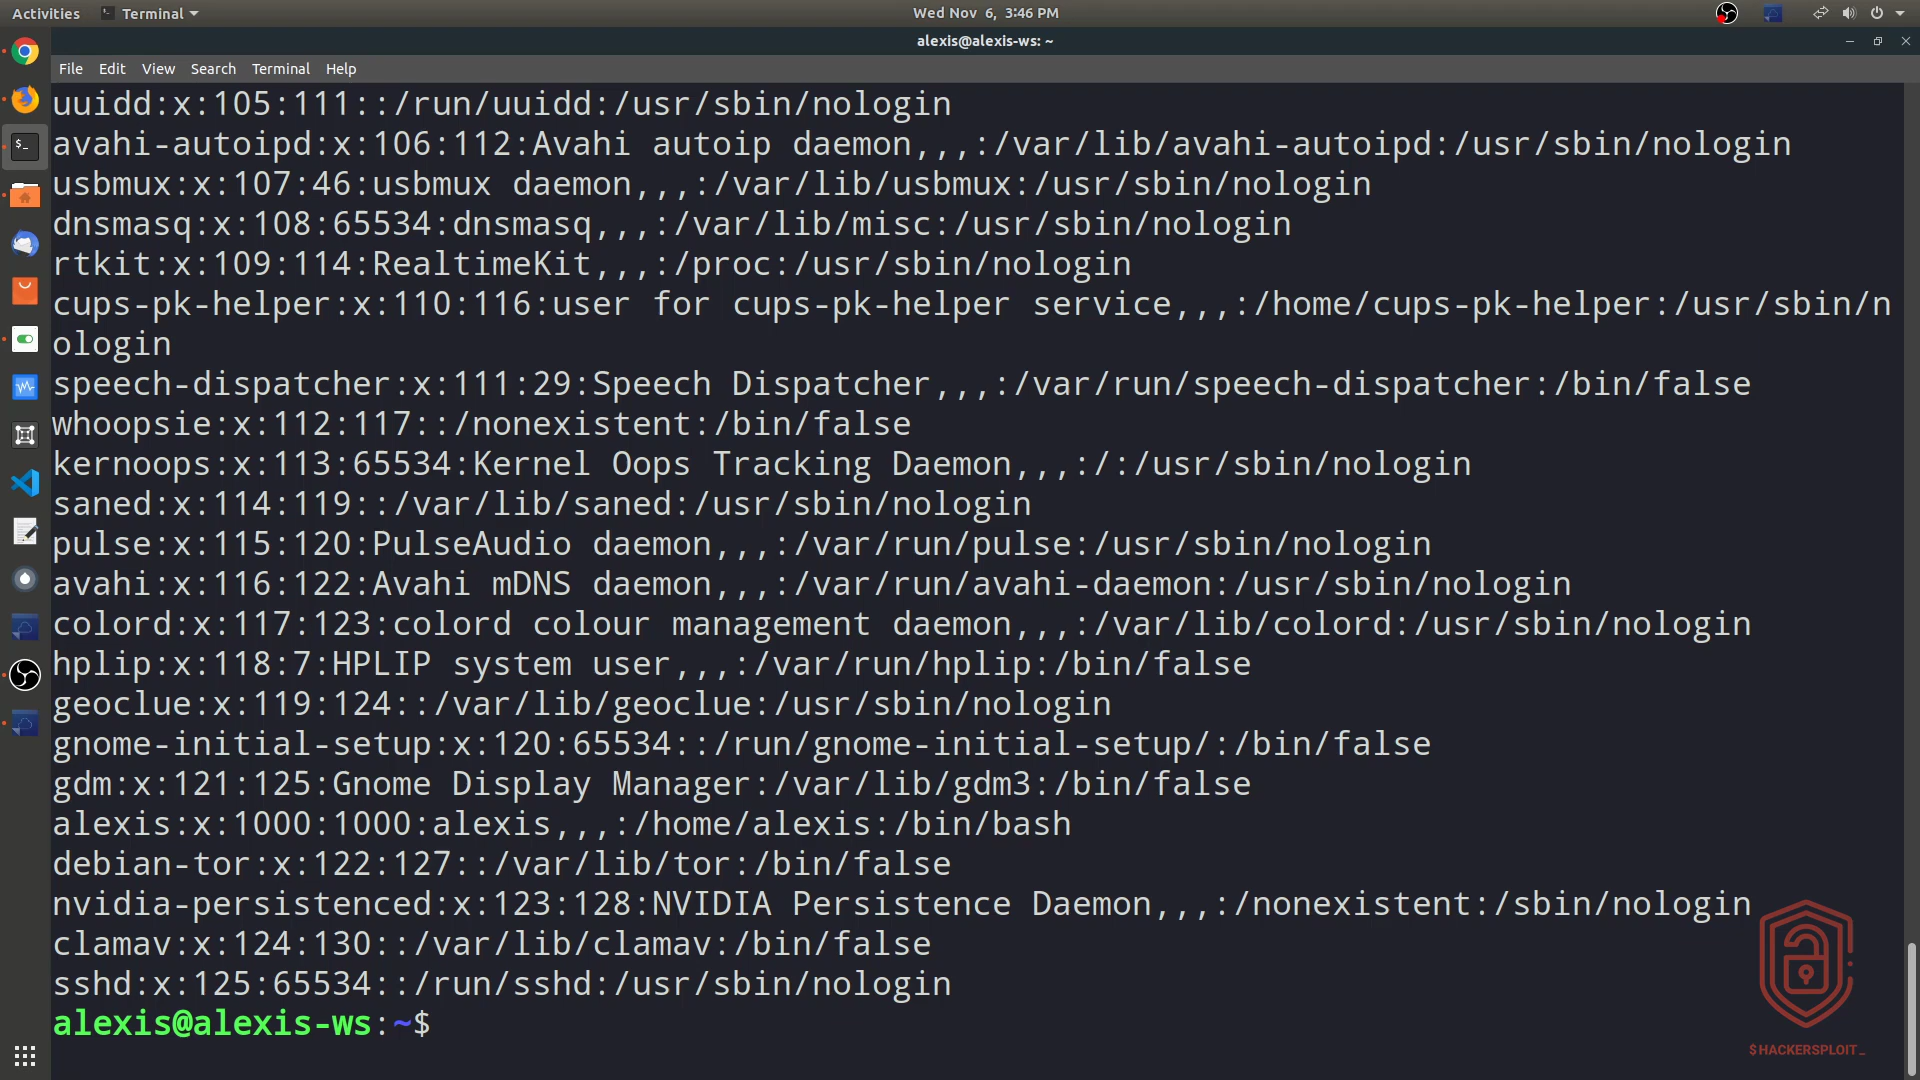 Activities Terminal Wed Nov 6, 3:46 PM
alexis@alexis-ws: ~
File Edit View Search Terminal Help
uuidd:x:105:111::/run/uuidd:/usr/sbin/nologin
avahi-autoipd:x:106:112:Avahi autoip daemon,,,:/var/lib/avahi-autoipd:/usr/sbin/nologin
usbmux:x:107:46:usbmux daemon,,,:/var/lib/usbmux:/usr/sbin/nologin
dnsmasq:x:108:65534:dnsmasq,,,:/var/lib/misc:/usr/sbin/nologin
rtkit:x:109:114:RealtimeKit,,,:/proc:/usr/sbin/nologin
cups-pk-helper:x:110:116:user for cups-pk-helper service,,,:/home/cups-pk-helper:/usr/sbin/n
ologin
speech-dispatcher:x:111:29:Speech Dispatcher,,,:/var/run/speech-dispatcher:/bin/false
whoopsie:x:112:117::/nonexistent:/bin/false
kernoops:x:113:65534:Kernel Oops Tracking Daemon,,,:/:/usr/sbin/nologin
saned:x:114:119::/var/lib/saned:/usr/sbin/nologin
pulse:x:115:120:PulseAudio daemon,,,:/var/run/pulse:/usr/sbin/nologin
avahi:x:116:122:Avahi mDNS daemon,,,:/var/run/avahi-daemon:/usr/sbin/nologin
colord:x:117:123:colord colour management daemon,,,:/var/lib/colord:/usr/sbin/nologin
hplip:x:118:7:HPLIP system user,,,:/var/run/hplip:/bin/false
geoclue:x:119:124::/var/lib/geoclue:/usr/sbin/nologin
gnome-initial-setup:x:120:65534::/run/gnome-initial-setup/:/bin/false
gdm:x:121:125:Gnome Display Manager:/var/lib/gdm3:/bin/false
alexis:x:1000:1000:alexis,,,:/home/alexis:/bin/bash
debian-tor:x:122:127::/var/lib/tor:/bin/false
nvidia-persistenced:x:123:128:NVIDIA Persistence Daemon,,,:/nonexistent:/sbin/nologin
clamav:x:124:130::/var/lib/clamav:/bin/false
sshd:x:125:65534::/run/sshd:/usr/sbin/nologin
alexis@alexis-ws:~$
$HACKERSPLOIT_